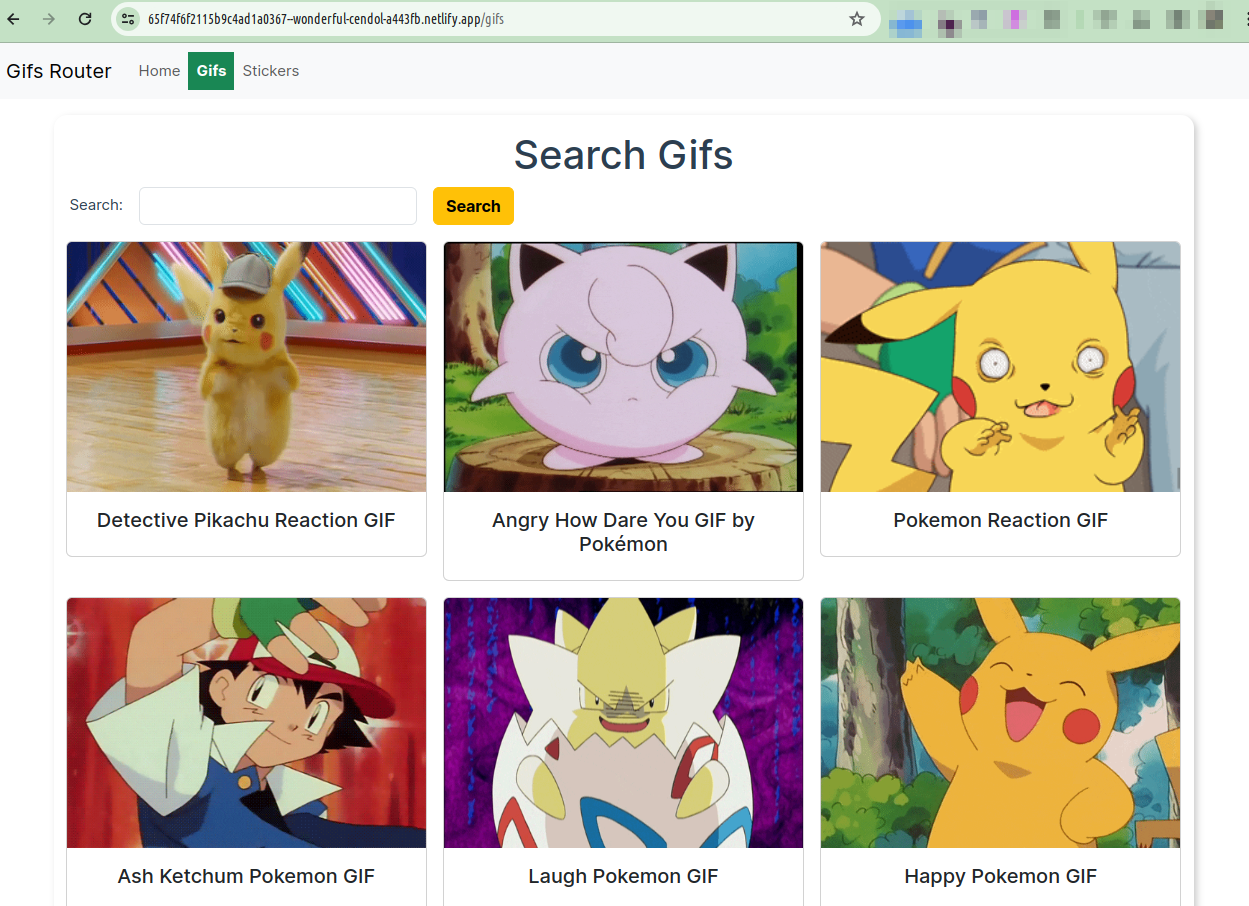 65f74f6f2115b9c4ad1a0367--wonderful-cendol-a443fb.netlify.app/gifs
Gifs Router Home Gifs Stickers
Search Gifs
Search: Search
Detective Pikachu Reaction GIF
Angry How Dare You GIF by
Pokémon
Pokemon Reaction GIF
Ash Ketchum Pokemon GIF
Laugh Pokemon GIF
Happy Pokemon GIF